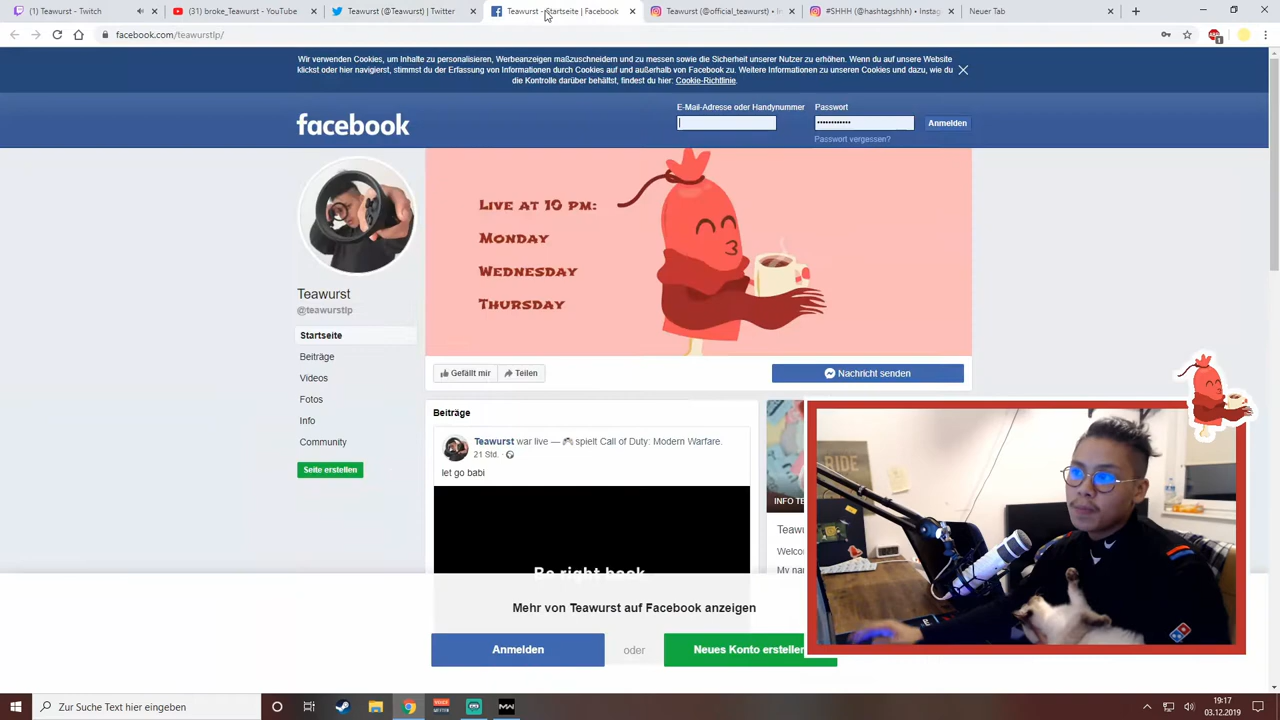 (1) Teawurst - Twitch
(31) broke_Teawurst - YouTube
Teawurst (@Teawurst) | Twitter
Teawurst - Startseite | Facebook
Teawurst (@official_teawurst) • In
#SHHH (@hashtagshhh) • Instag
Neuer Tab
facebook.com/teawurstlp/
1
Wir verwenden Cookies, um Inhalte zu personalisieren, Werbeanzeigen maßzuschneidern und zu messen sowie die Sicherheit unserer Nutzer zu erhöhen. Wenn du auf unsere Website
klickst oder hier navigierst, stimmst du der Erfassung von Informationen durch Cookies auf und außerhalb von Facebook zu. Weitere Informationen zu unseren Cookies und dazu, wie du
die Kontrolle darüber behältst, findest du hier: Cookie-Richtlinie.
facebook
E-Mail-Adresse oder Handynummer
Passwort
Anmelden
Passwort vergessen?
Live at 10 pm:
Monday
Wednesday
Thursday
Teawurst
@teawurstlp
Startseite
Beiträge
Videos
Fotos
Info
Community
Seite erstellen
Gefällt mir
Teilen
Nachricht senden
Beiträge
Teawurst war live — 🎮 spielt Call of Duty: Modern Warfare.
21 Std. ·
let go babi
Be right back
INFO TE
Teawu
Welco
My na
RIDE
Mehr von Teawurst auf Facebook anzeigen
Anmelden
oder
Neues Konto erstellen
Zur Suche Text hier eingeben
VOICE
MEETER
MW
19:17
03.12.2019